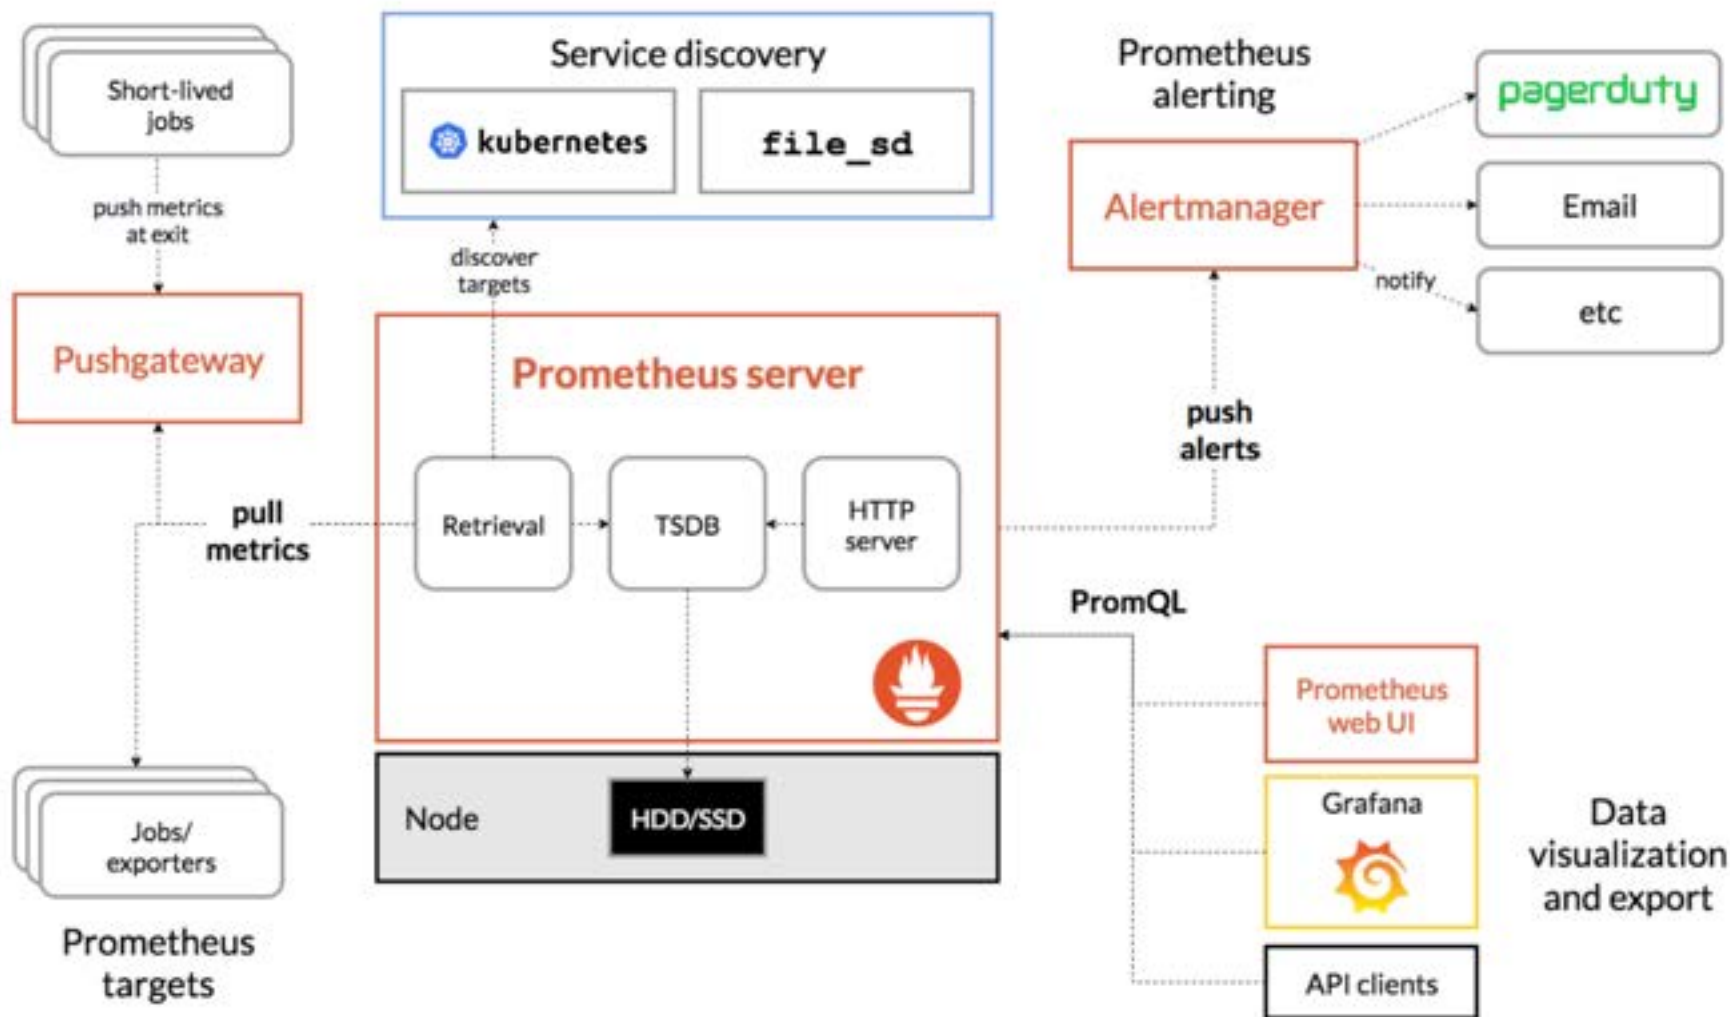 Short-lived
jobs
push metrics
at exit
Pushgateway
pull
metrics
Jobs/
exporters
Prometheus
targets
Service discovery
kubernetes
file_sd
discover
targets
Prometheus server
Retrieval
TSDB
HTTP
server
Node
HDD/SSD
Prometheus
alerting
Alertmanager
pagerduty
Email
notify
etc
push
alerts
PromQL
Prometheus
web UI
Grafana
API clients
Data
visualization
and export